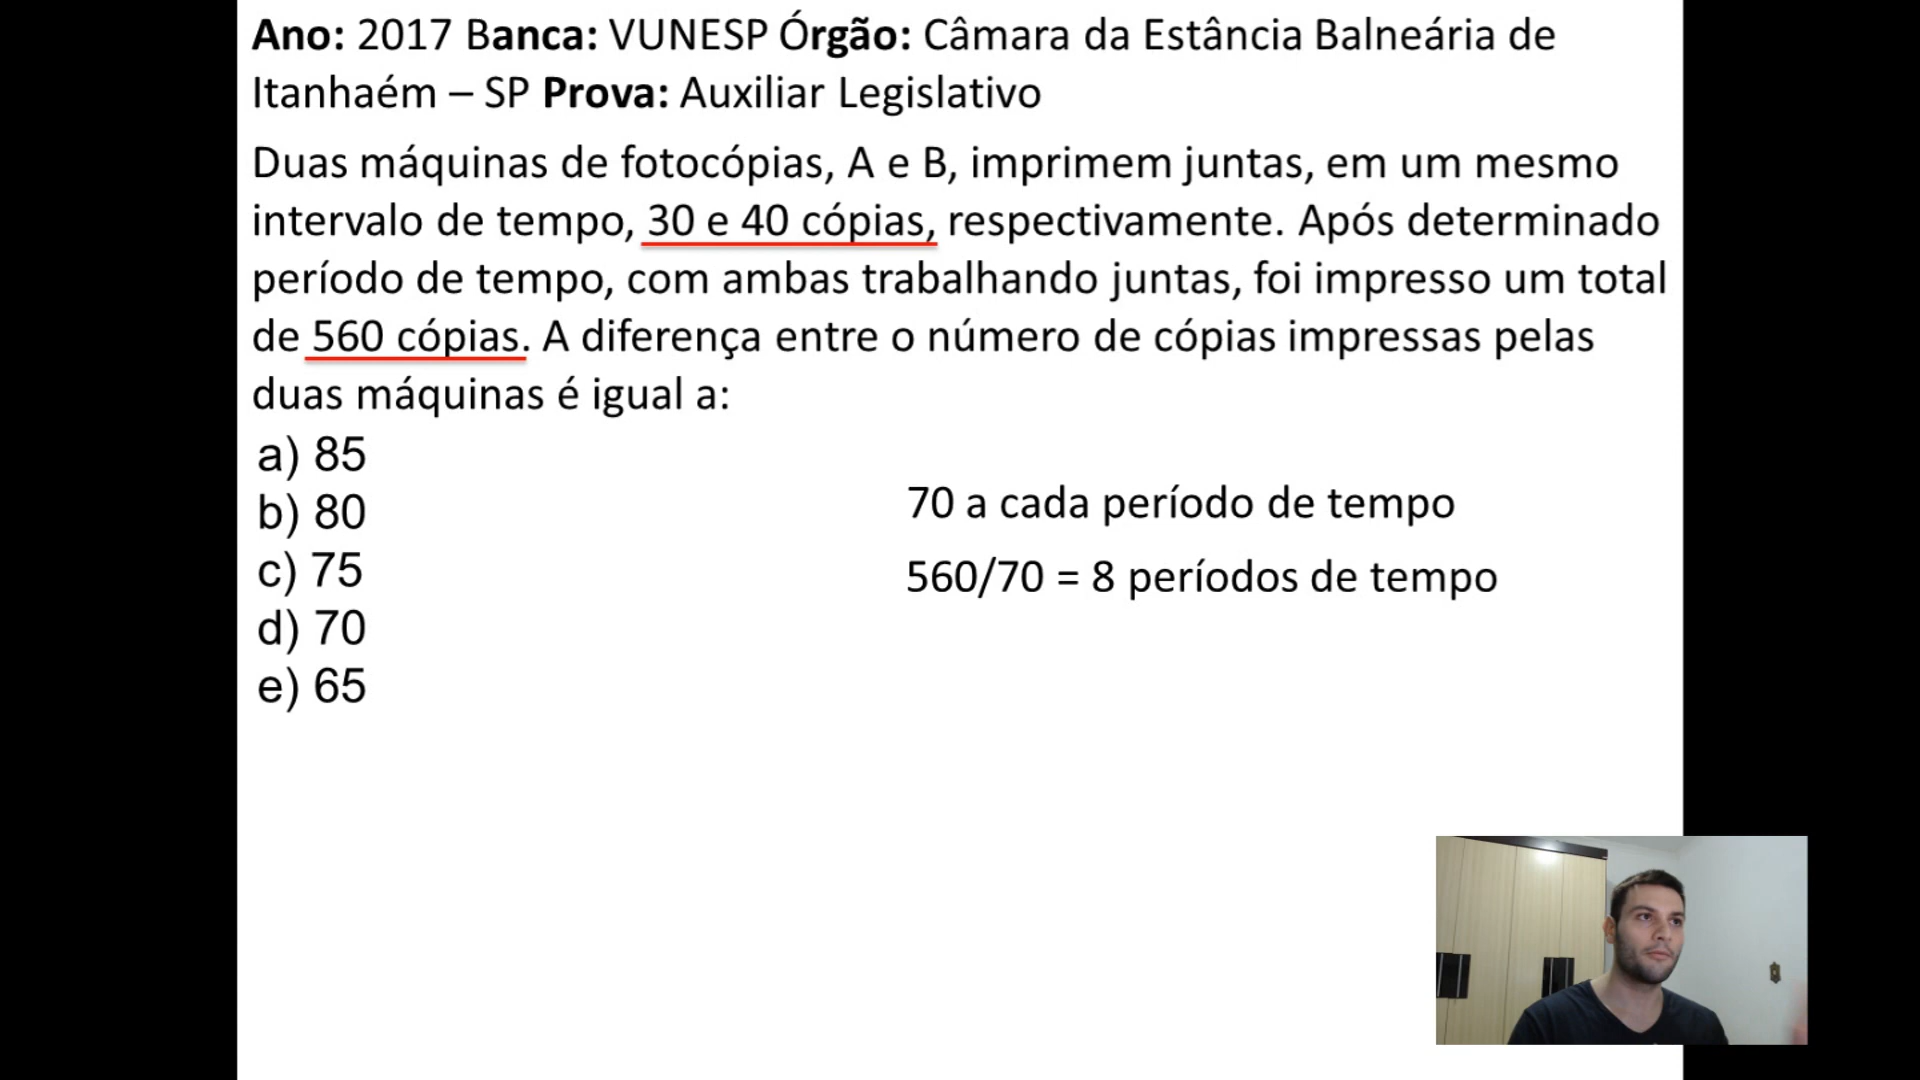 Ano: 2017 Banca: VUNESP Órgão: Câmara da Estância Balneária de
Itanhaém – SP Prova: Auxiliar Legislativo
Duas máquinas de fotocópias, A e B, imprimem juntas, em um mesmo
intervalo de tempo, 30 e 40 cópias, respectivamente. Após determinado
período de tempo, com ambas trabalhando juntas, foi impresso um total
de 560 cópias. A diferença entre o número de cópias impressas pelas
duas máquinas é igual a:
a) 85
b) 80
c) 75
d) 70
e) 65
70 a cada período de tempo
560/70 = 8 períodos de tempo